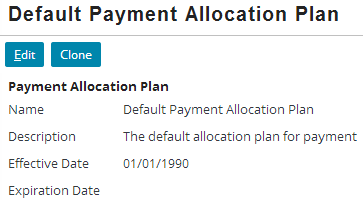 Default Payment Allocation Plan
Edit Clone
Payment Allocation Plan
Name Default Payment Allocation Plan
Description The default allocation plan for payment
Effective Date 01/01/1990
Expiration Date